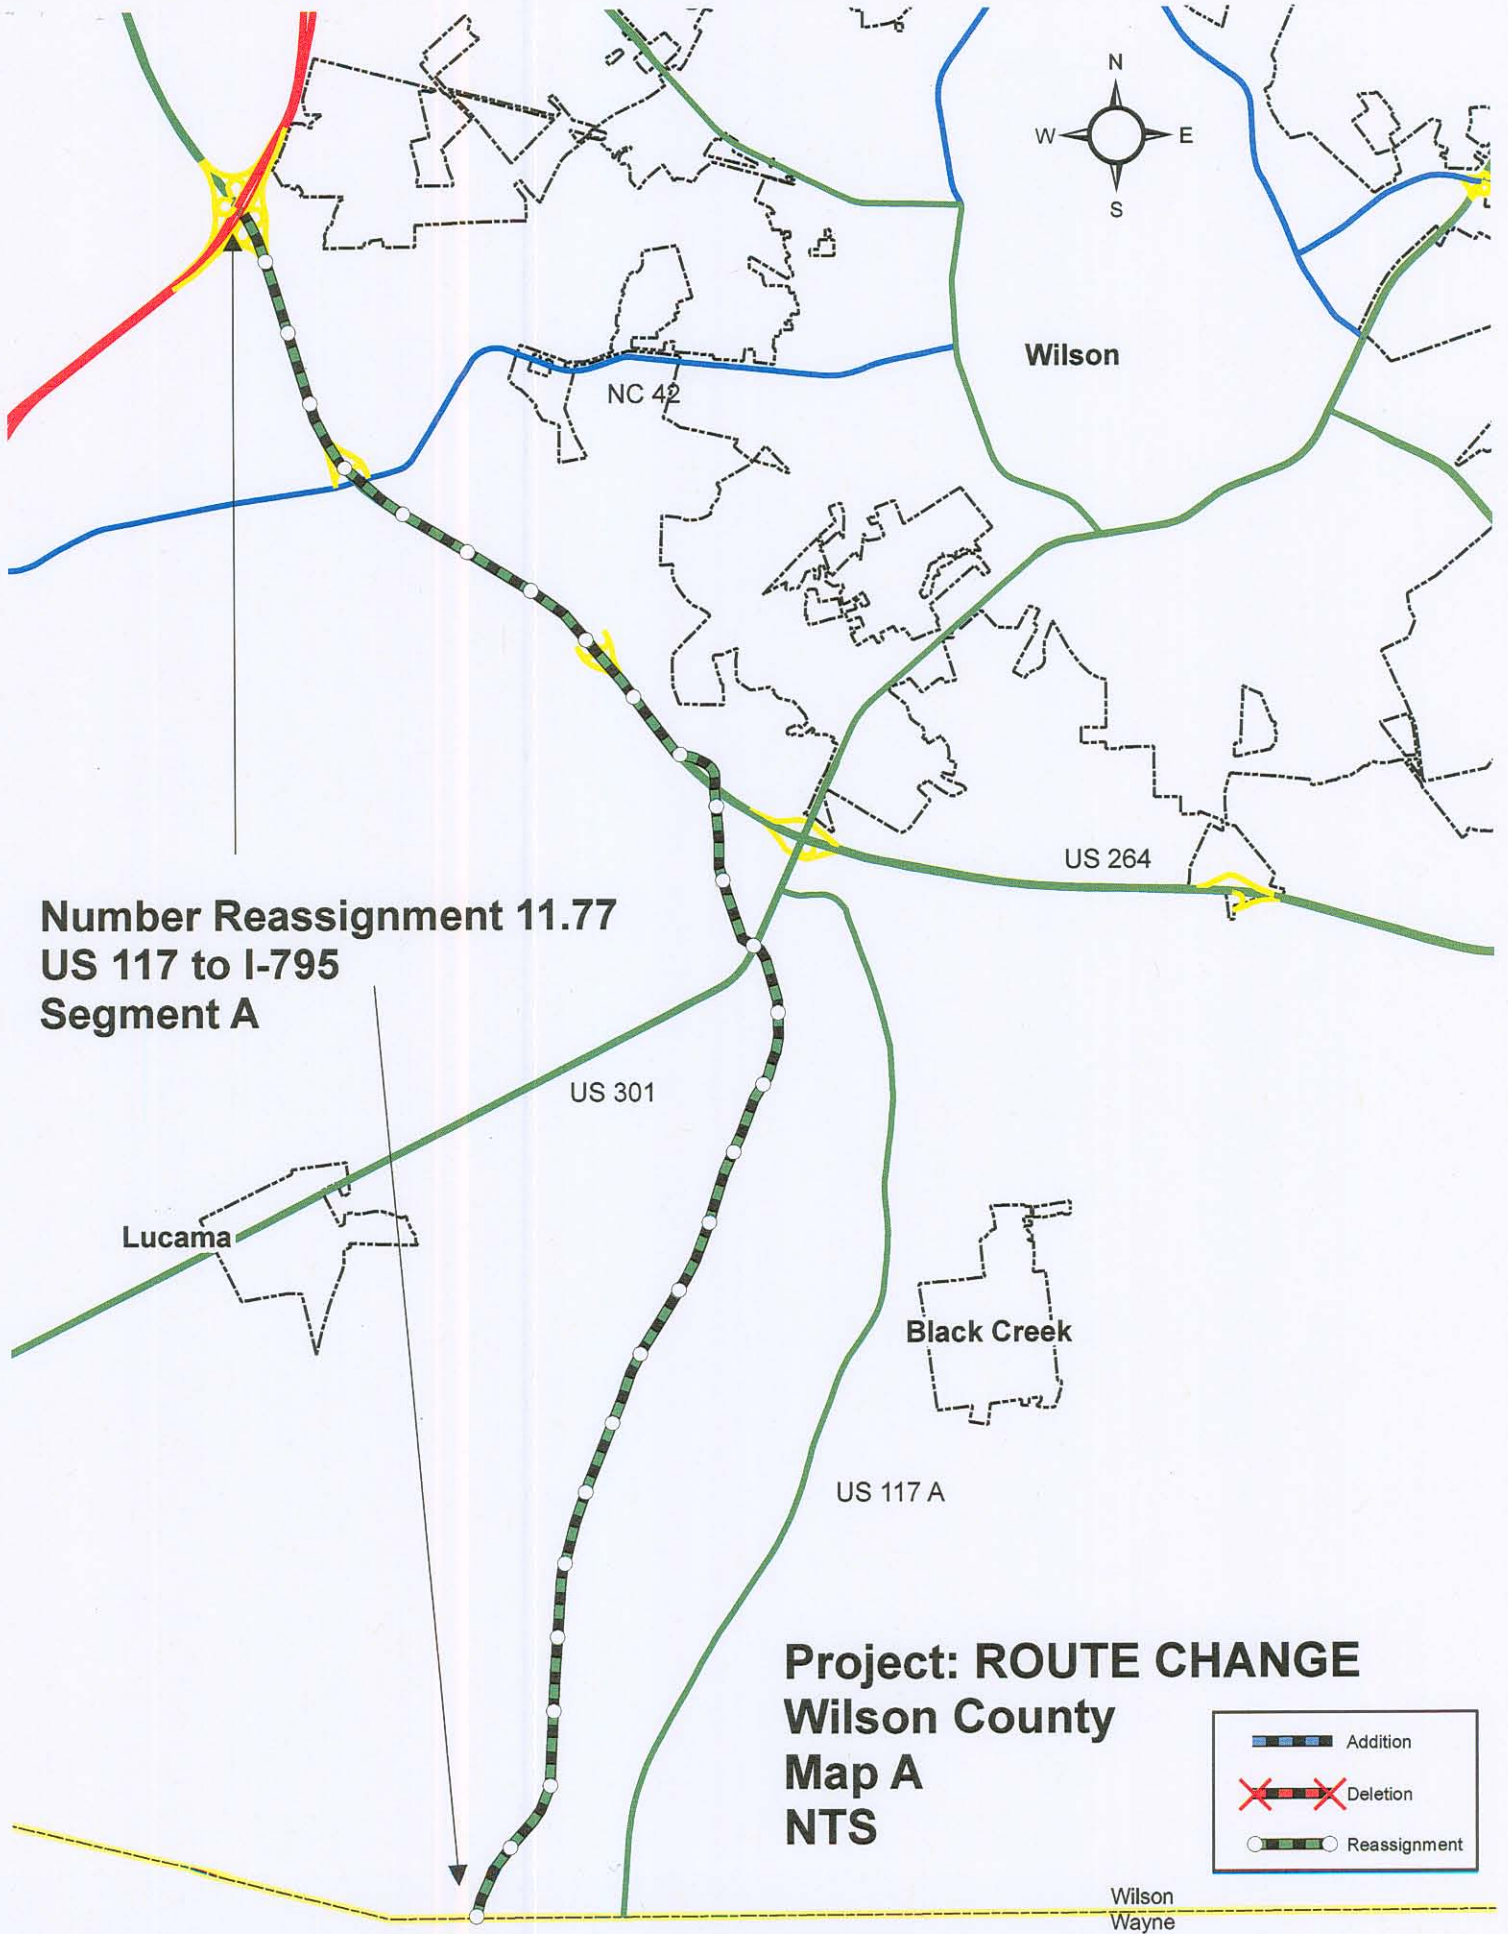 N
W E
S
Wilson
NC 42
US 264
Number Reassignment 11.77
US 117 to I-795
Segment A
US 301
Lucama
Black Creek
US 117 A
Project: ROUTE CHANGE
Wilson County
Map A
NTS
Addition
Deletion
Reassignment
Wilson
Wayne